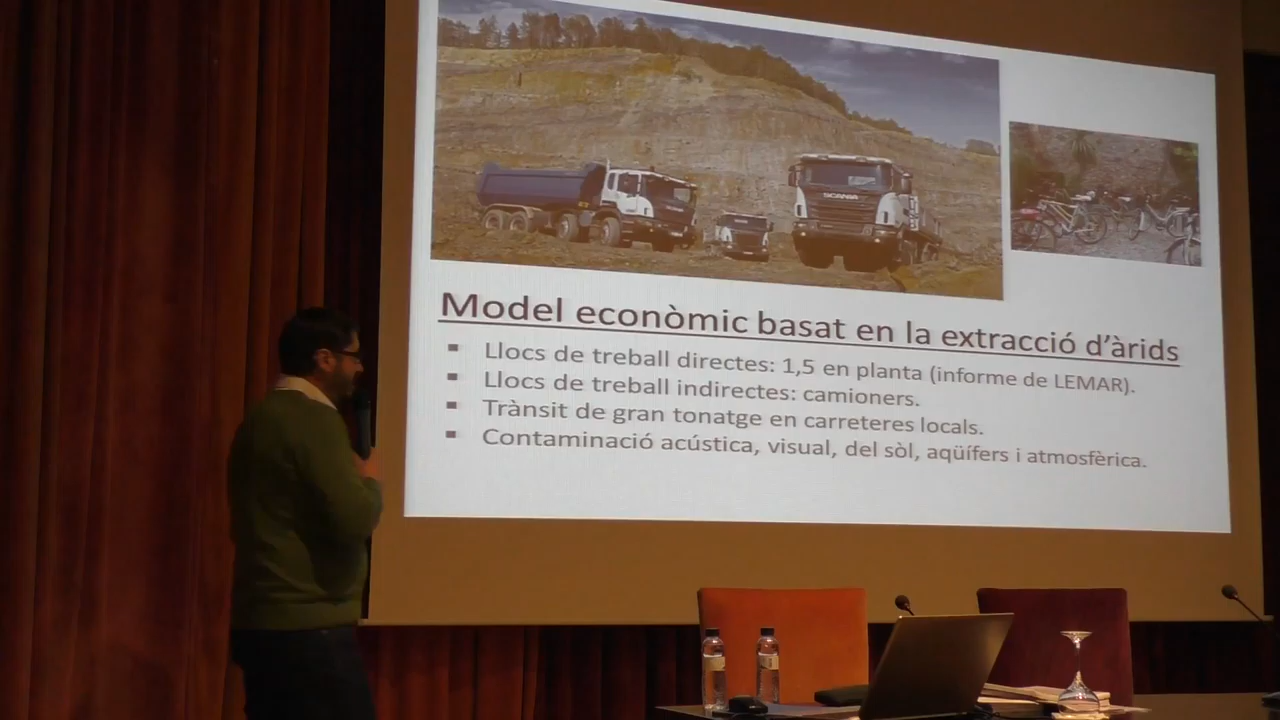 SCANIA
Model econòmic basat en la extracció d'àrids
▪ Llocs de treball directes: 1,5 en planta (informe de LEMAR).
▪ Llocs de treball indirectes: camioners.
▪ Trànsit de gran tonatge en carreteres locals.
▪ Contaminació acústica, visual, del sòl, aqüífers i atmosfèrica.